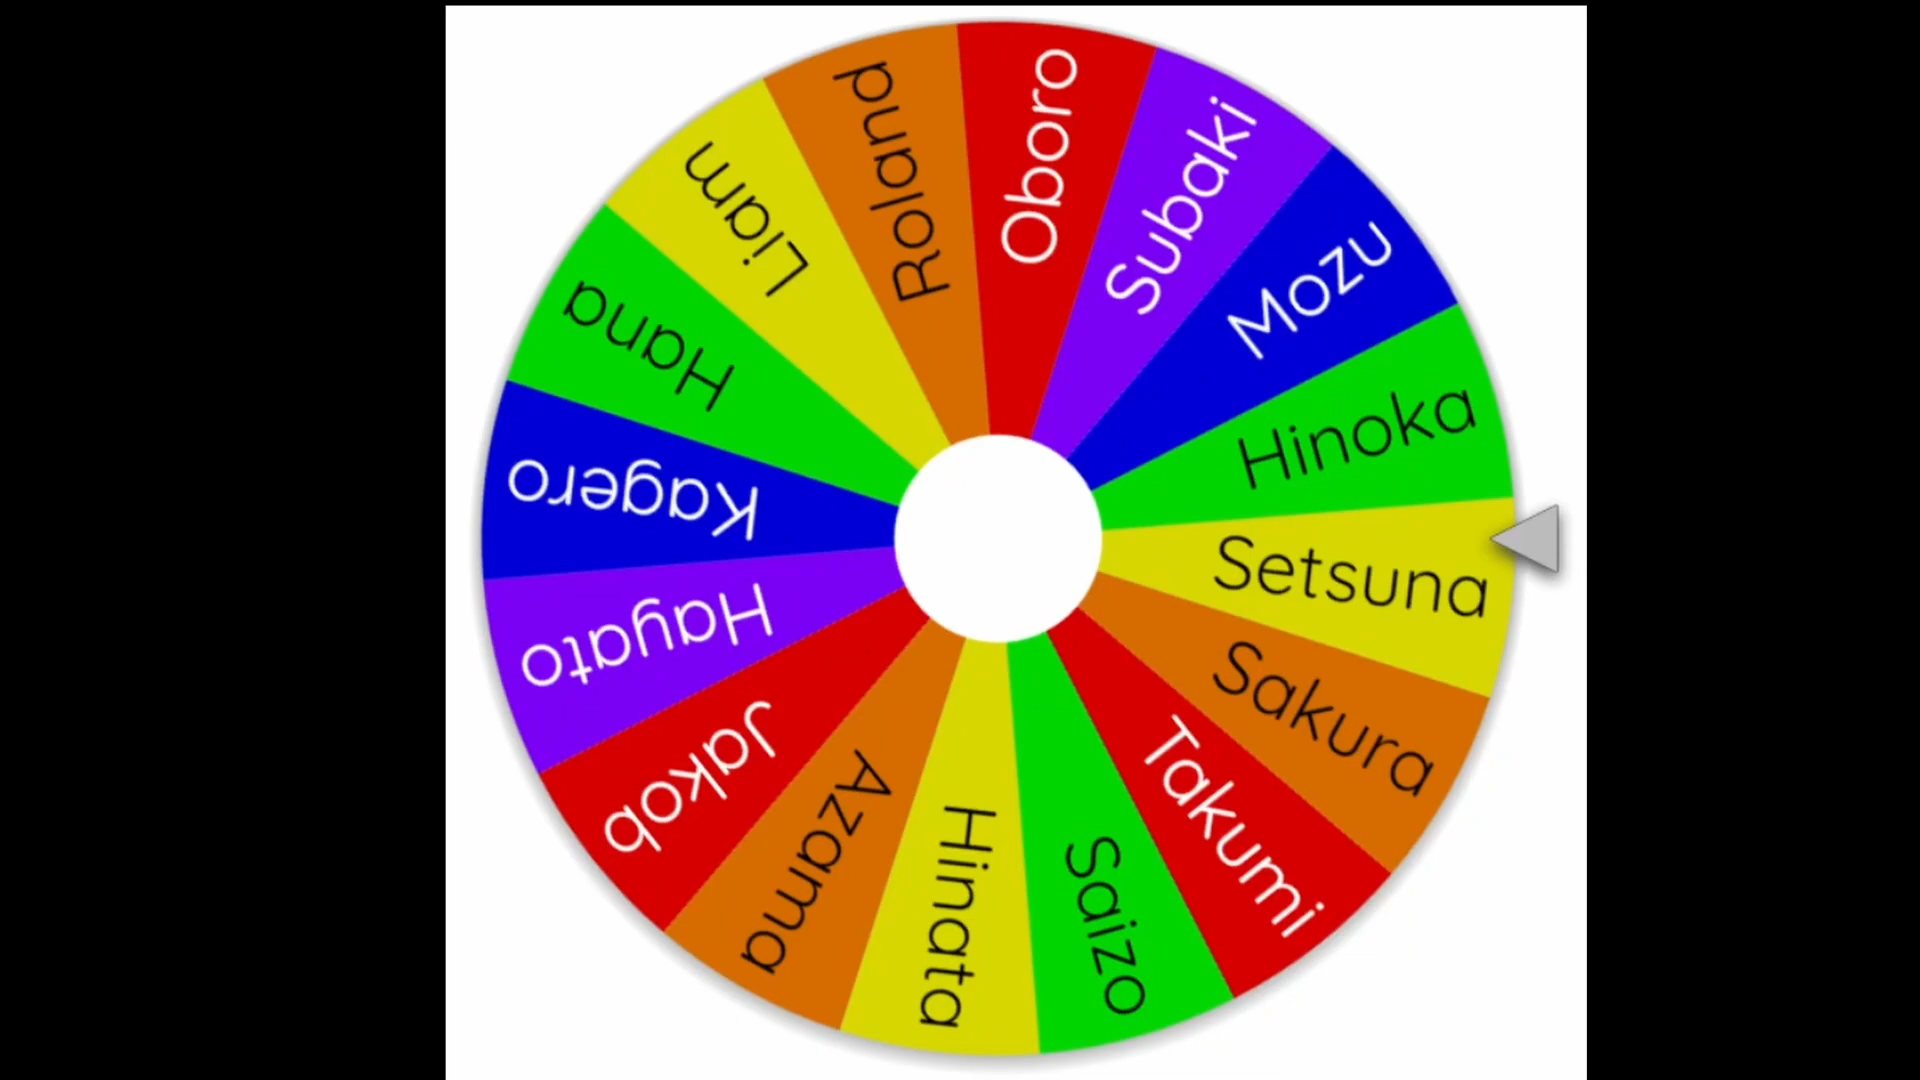 Oboro
Subaki
Mozu
Hinoka
Setsuna
Sakura
Takumi
Saizo
Hinata
Azama
Jakob
Hayato
Kagero
Hana
Liam
Roland